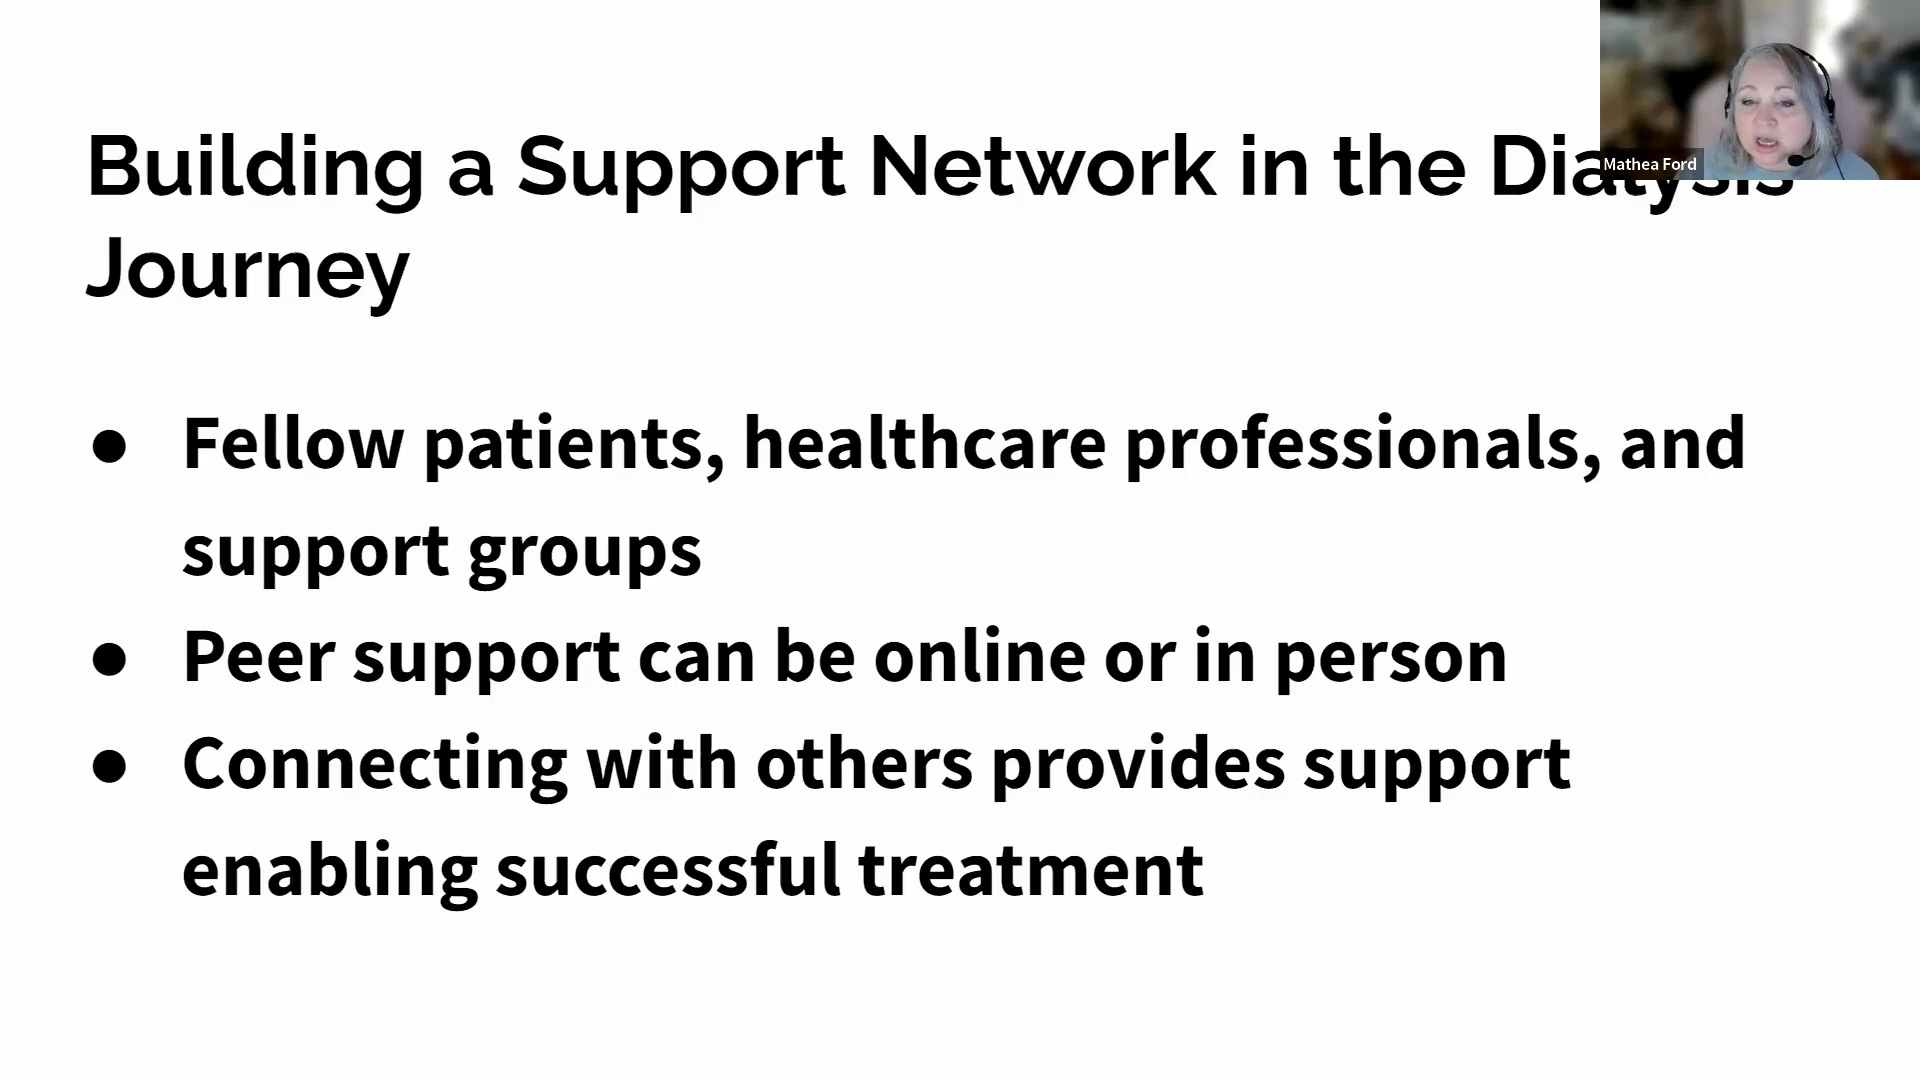 Building a Support Network in the Dialysis
Journey
Mathea Ford
● Fellow patients, healthcare professionals, and
support groups
● Peer support can be online or in person
● Connecting with others provides support
enabling successful treatment